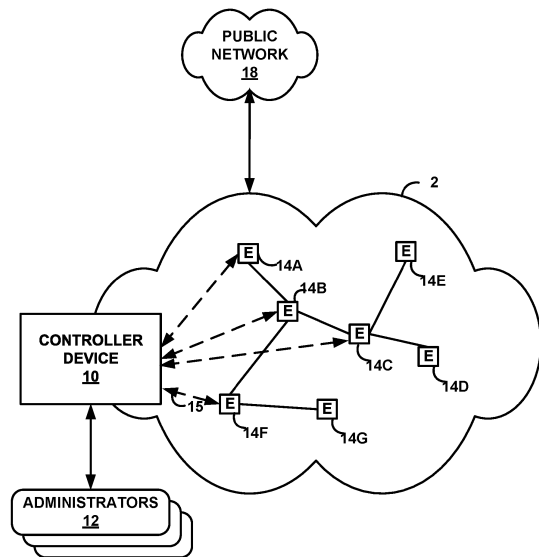 PUBLIC
NETWORK
18
2
E
14A
E
14E
E
14B
CONTROLLER
DEVICE
10
E
14C
E
14D
15
E
14F
E
14G
ADMINISTRATORS
12